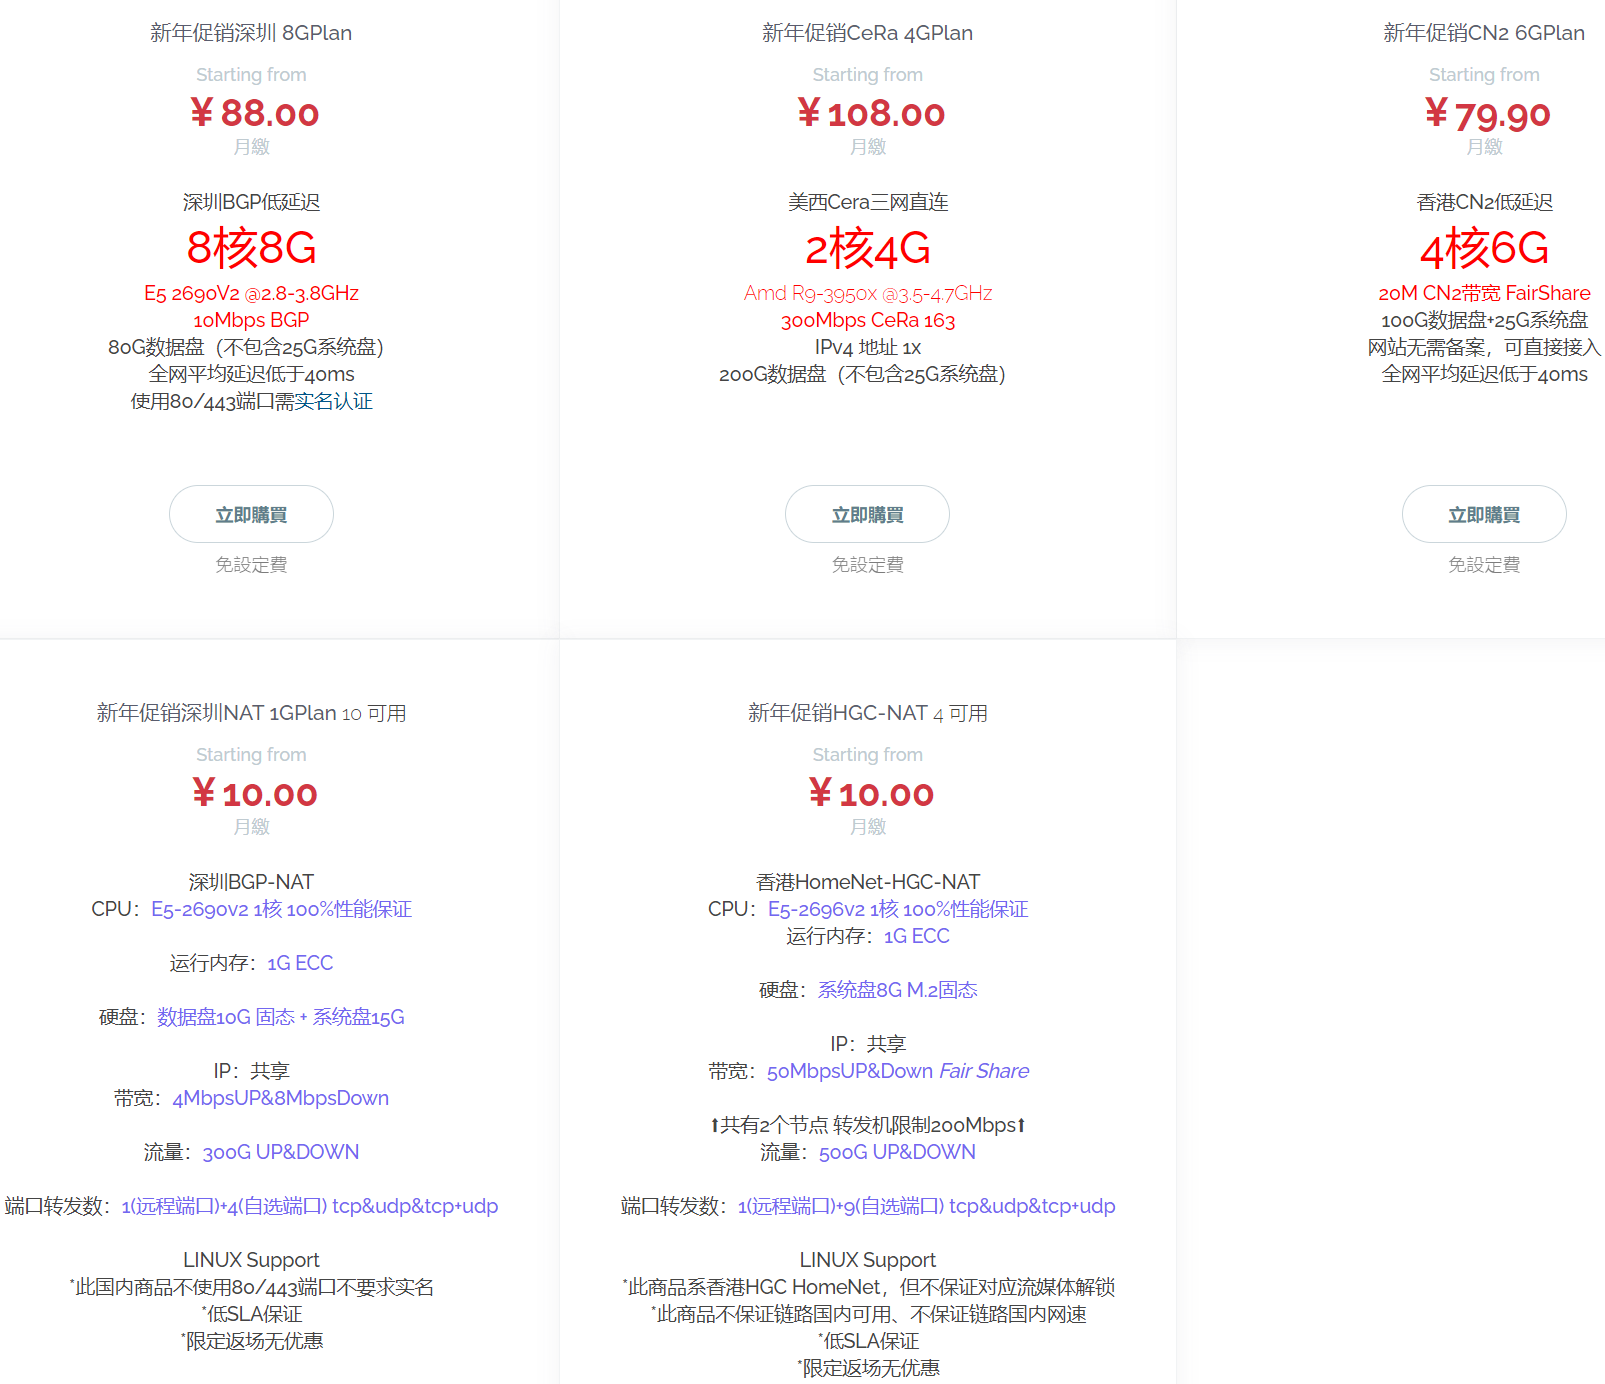 新年促销深圳 8GPlan
Starting from
¥ 88.00
月繳
深圳BGP低延迟
8核8G
E5 2690V2 @2.8-3.8GHz
10Mbps BGP
80G数据盘（不包含25G系统盘）
全网平均延迟低于40ms
使用80/443端口需实名认证
立即購買
免設定費
新年促销CeRa 4GPlan
Starting from
¥ 108.00
月繳
美西Cera三网直连
2核4G
Amd R9-3950x @3.5-4.7GHz
300Mbps CeRa 163
IPv4 地址 1x
200G数据盘（不包含25G系统盘）
立即購買
免設定費
新年促销CN2 6GPlan
Starting from
¥ 79.90
月繳
香港CN2低延迟
4核6G
20M CN2带宽 FairShare
100G数据盘+25G系统盘
网站无需备案，可直接接入
全网平均延迟低于40ms
立即購買
免設定費
新年促销深圳NAT 1GPlan 10 可用
Starting from
¥ 10.00
月繳
深圳BGP-NAT
CPU：E5-2690v2 1核 100%性能保证
运行内存：1G ECC
硬盘：数据盘10G 固态 + 系统盘15G
IP：共享
带宽：4MbpsUP&8MbpsDown
流量：300G UP&DOWN
端口转发数：1(远程端口)+4(自选端口) tcp&udp&tcp+udp
LINUX Support
*此国内商品不使用80/443端口不要求实名
*低SLA保证
*限定返场无优惠
新年促销HGC-NAT 4 可用
Starting from
¥ 10.00
月繳
香港HomeNet-HGC-NAT
CPU：E5-2696v2 1核 100%性能保证
运行内存：1G ECC
硬盘：系统盘8G M.2固态
IP：共享
带宽：50MbpsUP&Down Fair Share
⬆共有2个节点 转发机限制200Mbps⬆
流量：500G UP&DOWN
端口转发数：1(远程端口)+9(自选端口) tcp&udp&tcp+udp
LINUX Support
*此商品系香港HGC HomeNet，但不保证对应流媒体解锁
*此商品不保证链路国内可用、不保证链路国内网速
*低SLA保证
*限定返场无优惠